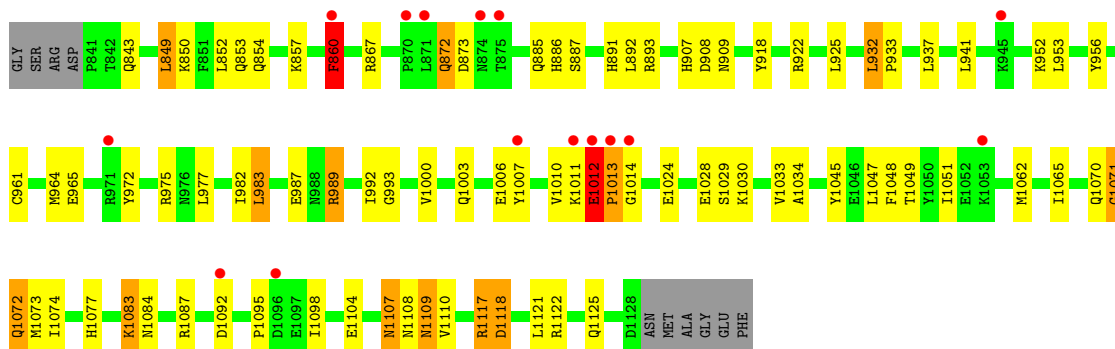 GLY SER ARG ASP P841 T842 Q843 L849 K850 F851 L852 Q853 Q854 K857 F860 R867 P870 L871 Q872 D873 N874 T875 Q885 H886 S887 H891 L892 R893 H907 D908 N909 Y918 R922 L925 L932 P933 L937 L941 K945 K952 L953 Y956
C961 M964 E965 R971 Y972 R975 N976 L977 I982 L983 E987 N988 R989 I992 G993 V1000 Q1003 E1006 Y1007 V1010 K1011 E1012 P1013 G1014 E1024 E1028 S1029 K1030 V1033 A1034 Y1045 E1046 L1047 F1048 T1049 Y1050 I1051 E1052 K1053 M1062 I1065 Q1070 G1071
Q1072 M1073 I1074 H1077 K1083 N1084 R1087 D1092 P1095 D1096 E1097 I1098 E1104 N1107 N1108 N1109 V1110 R1117 D1118 L1121 R1122 Q1125 D1128 ASN MET ALA GLY GLU PHE